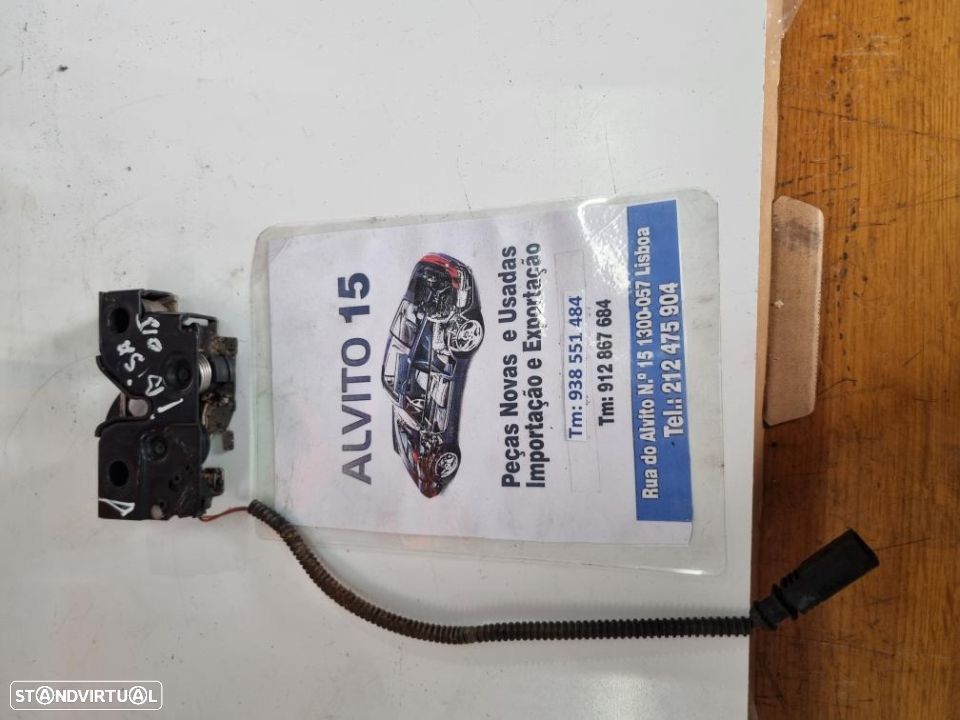 ALVITO 15
Peças Novas e Usadas
Importação e Exportação
Tm: 938 551 484
Tm: 912 867 684
Rua do Alvito N.º 15 1300-057 Lisboa
Tel.: 212 475 904
STANDVIRTUAL